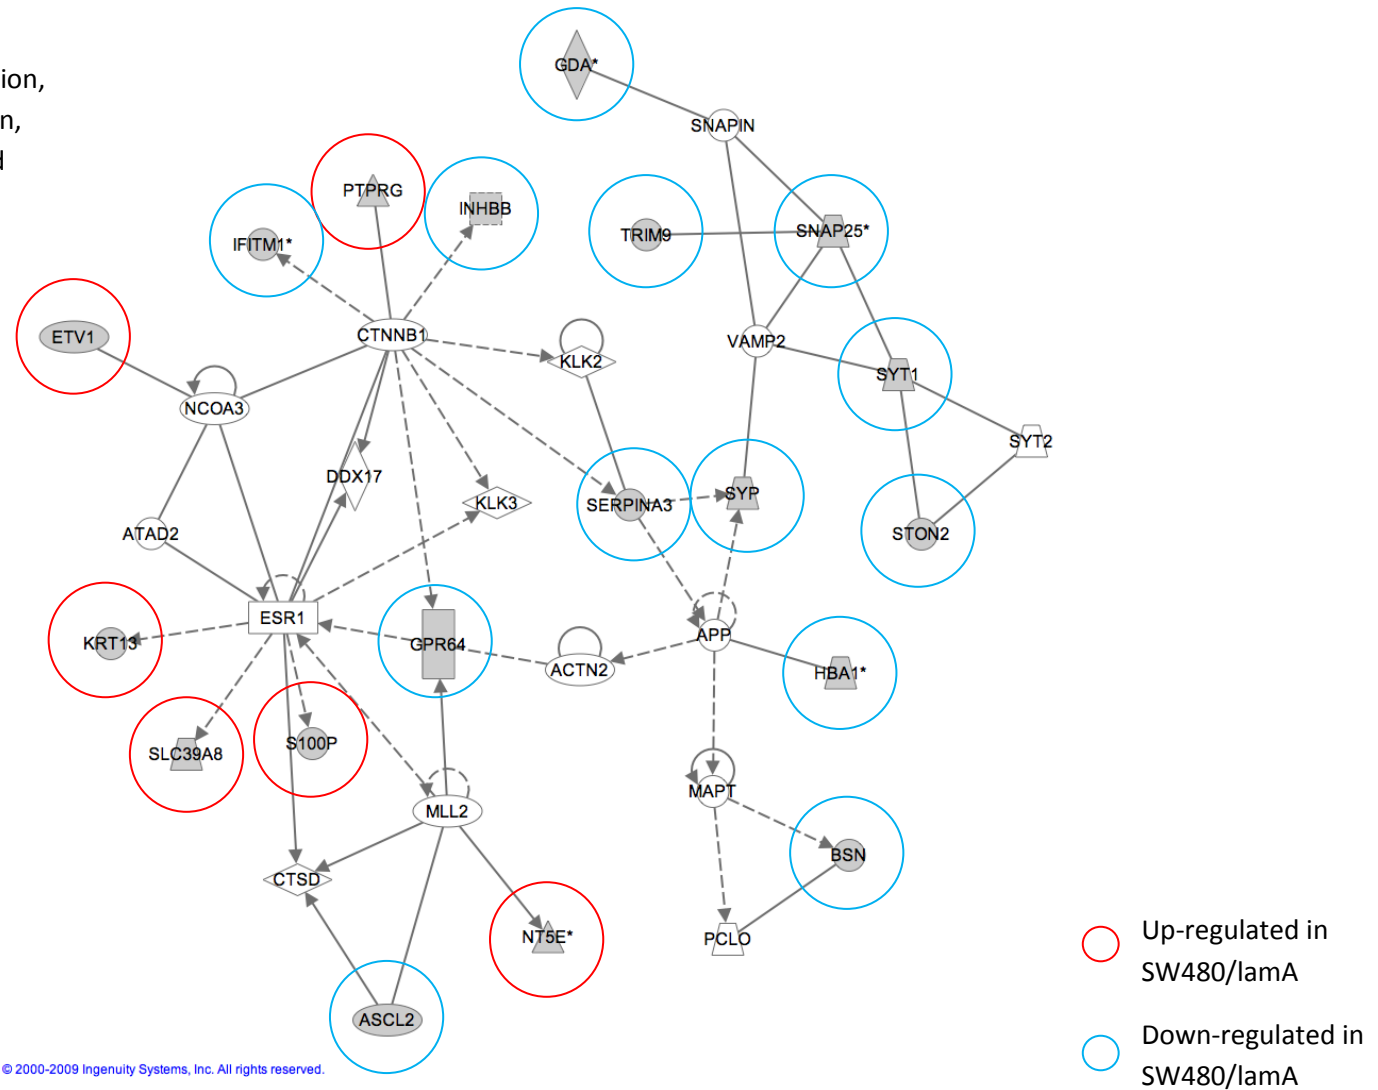 GDA*
ion,
n,
SNAPIN
d
PTPRG
INHBB
TRIM9
SNAP25*
IFITM1*
ETV1
CTNNB1
VAMP2
KLK2
SYT1
NCOA3
SYT2
DDX17
KLK3
SERPINA3
SYP
ATAD2
STON2
ESR1
KRT13
GPR64
APP
ACTN2
HBA1*
SLC39A8
S100P
MAPT
MLL2
BSN
CTSD
NT5E*
PCLO
Up-regulated in
SW480/lamA
ASCL2
Down-regulated in
SW480/lamA
© 2000-2009 Ingenuity Systems, Inc. All rights reserved.